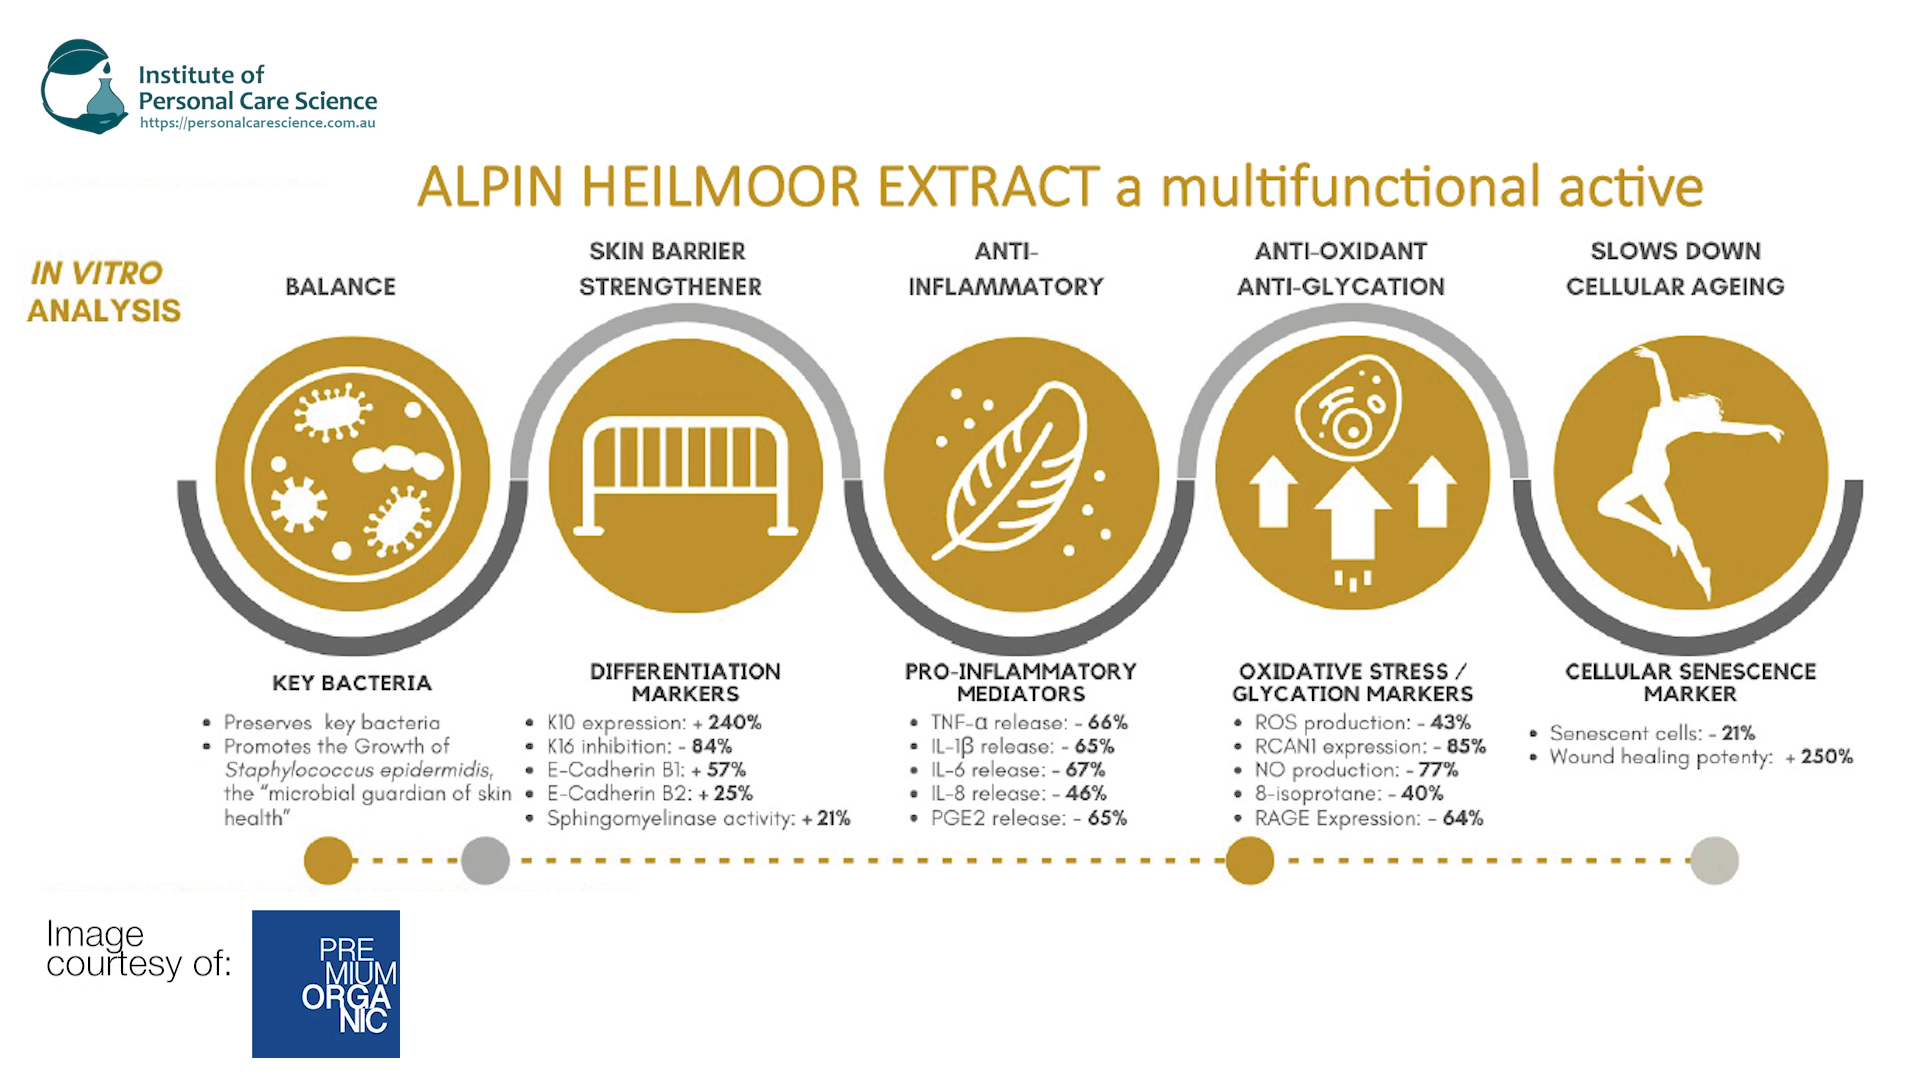 Institute of
Personal Care Science
https://personalcarescience.com.au
ALPIN HEILMOOR EXTRACT a multifunctional active
IN VITRO
ANALYSIS
BALANCE
SKIN BARRIER
STRENGTHENER
ANTI-
INFLAMMATORY
ANTI-OXIDANT
ANTI-GLYCATION
SLOWS DOWN
CELLULAR AGEING
KEY BACTERIA
• Preserves key bacteria
• Promotes the Growth of
Staphylococcus epidermidis,
the “microbial guardian of skin
health”
DIFFERENTIATION
MARKERS
• K10 expression: + 240%
• K16 inhibition: - 84%
• E-Cadherin B1: + 57%
• E-Cadherin B2: + 25%
• Sphingomyelinase activity: + 21%
PRO-INFLAMMATORY
MEDIATORS
• TNF-α release: - 66%
• IL-1β release: - 65%
• IL-6 release: - 67%
• IL-8 release: - 46%
• PGE2 release: - 65%
OXIDATIVE STRESS /
GLYCATION MARKERS
• ROS production: - 43%
• RCAN1 expression: - 85%
• NO production: - 77%
• 8-isoprotane: - 40%
• RAGE Expression: - 64%
CELLULAR SENESCENCE
MARKER
• Senescent cells: - 21%
• Wound healing potenty: + 250%
Image
courtesy of:
PRE
MIUM
ORGA
NIC